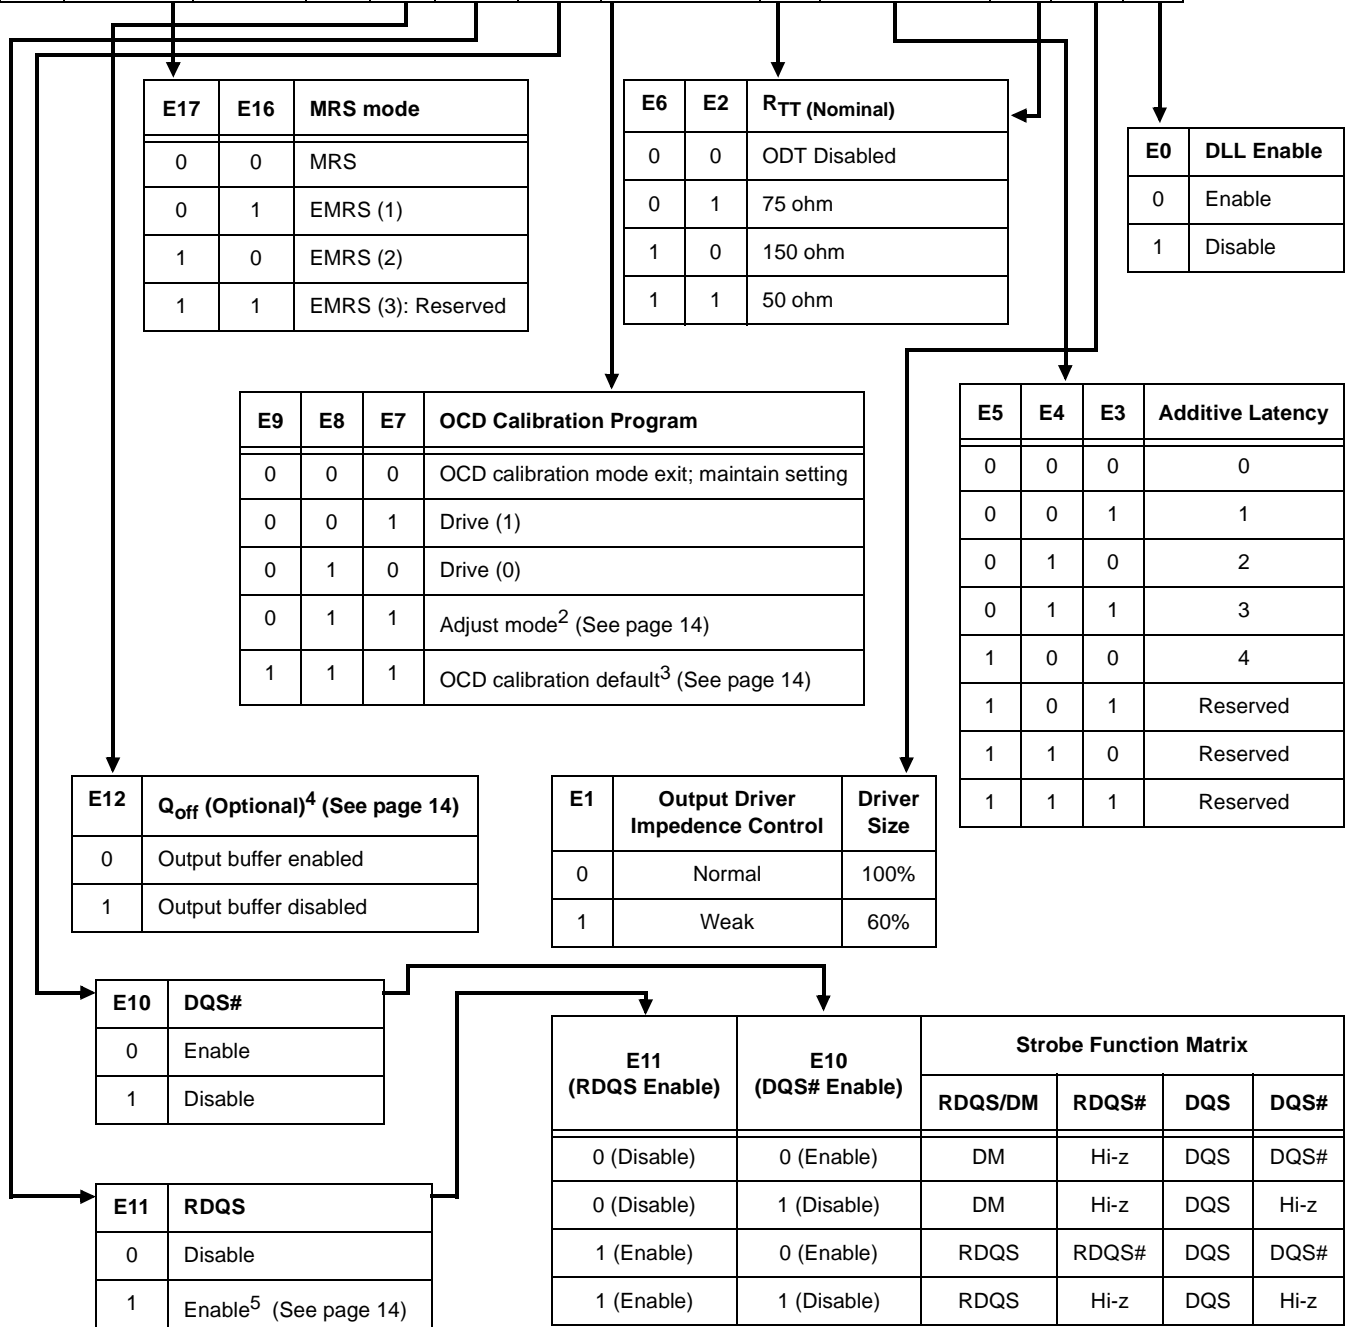 E17 E16 MRS mode
0 0 MRS
0 1 EMRS (1)
1 0 EMRS (2)
1 1 EMRS (3): Reserved
E6 E2 RTT (Nominal)
0 0 ODT Disabled
0 1 75 ohm
1 0 150 ohm
1 1 50 ohm
E0 DLL Enable
0 Enable
1 Disable
E9 E8 E7 OCD Calibration Program
0 0 0 OCD calibration mode exit; maintain setting
0 0 1 Drive (1)
0 1 0 Drive (0)
0 1 1 Adjust mode2 (See page 14)
1 1 1 OCD calibration default3 (See page 14)
E5 E4 E3 Additive Latency
0 0 0 0
0 0 1 1
0 1 0 2
0 1 1 3
1 0 0 4
1 0 1 Reserved
1 1 0 Reserved
1 1 1 Reserved
E12 Qoff (Optional)4 (See page 14)
0 Output buffer enabled
1 Output buffer disabled
E1 Output Driver Driver
Impedence Control Size
0 Normal 100%
1 Weak 60%
E10 DQS#
0 Enable
1 Disable
E11 RDQS
0 Disable
1 Enable5 (See page 14)
E11 E10 Strobe Function Matrix
(RDQS Enable) (DQS# Enable)
RDQS/DM RDQS# DQS DQS#
0 (Disable) 0 (Enable) DM Hi-z DQS DQS#
0 (Disable) 1 (Disable) DM Hi-z DQS Hi-z
1 (Enable) 0 (Enable) RDQS RDQS# DQS DQS#
1 (Enable) 1 (Disable) RDQS Hi-z DQS Hi-z